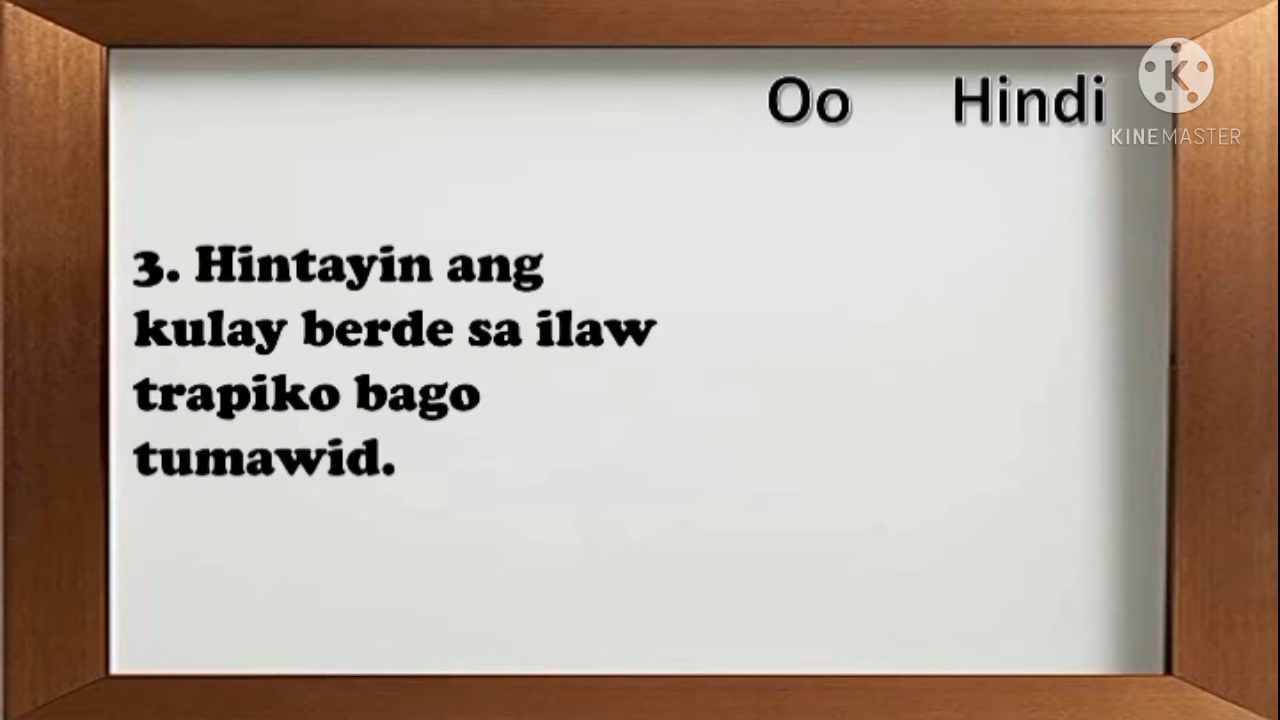 Oo Hindi
KINEMASTER
3. Hintayin ang
kulay berde sa ilaw
trapiko bago
tumawid.